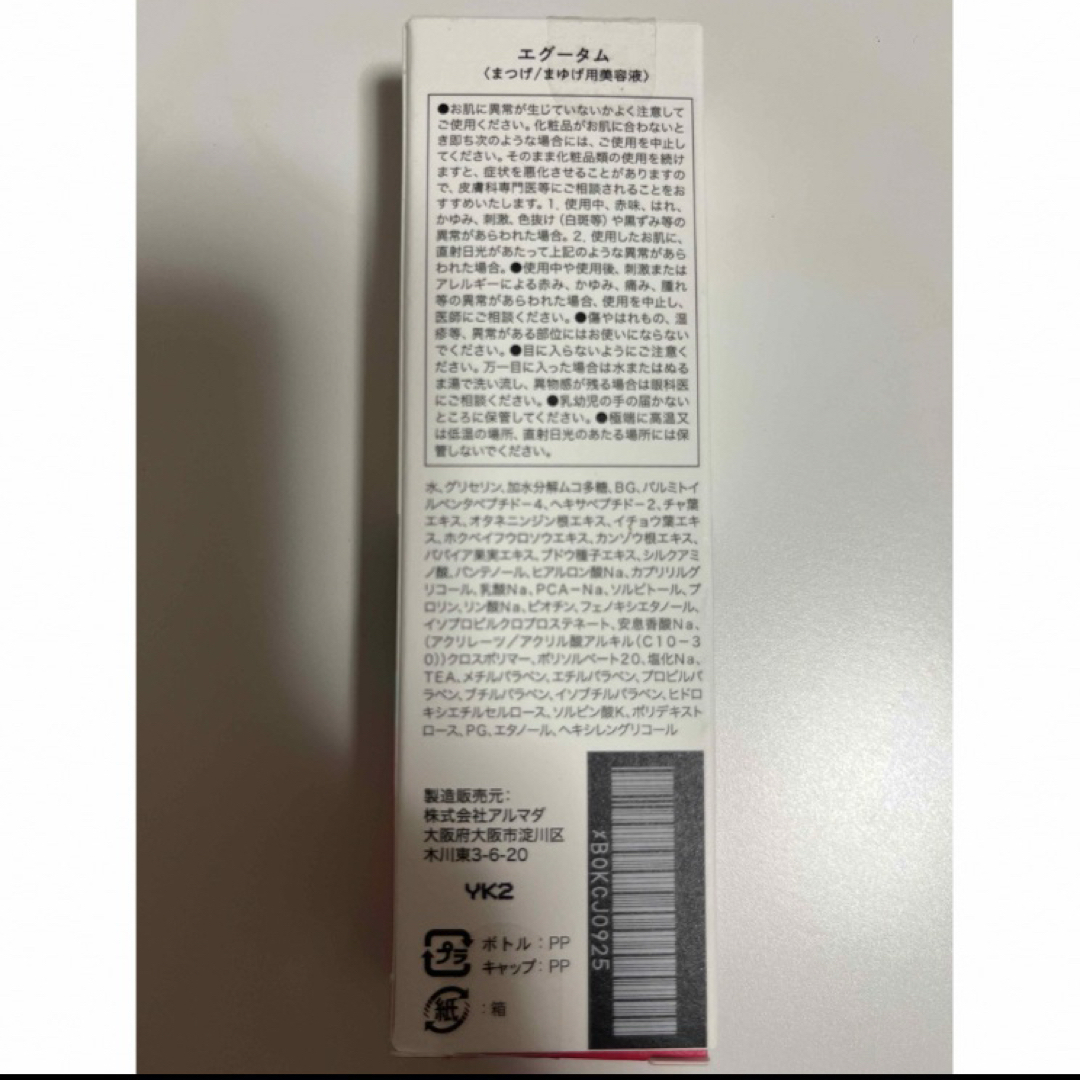 エグータム
〈まつげ/まゆげ用美容液〉
●お肌に異常が生じていないかよく注意して
ご使用ください。化粧品がお肌に合わないと
き即ち次のような場合には、ご使用を中止し
てください。そのまま化粧品類の使用を続け
ますと、症状を悪化させることがありますの
で、皮膚科専門医等にご相談されることをお
すすめいたします。1. 使用中、赤味、はれ、
かゆみ、刺激、色抜け(白斑等)や黒ずみ等の
異常があらわれた場合。2. 使用したお肌に、
直射日光があたって上記のような異常があら
われた場合。●使用中や使用後、刺激または
アレルギーによる赤み、かゆみ、痛み、腫れ
等の異常があらわれた場合、使用を中止し、
医師にご相談ください。●傷やはれもの、湿
疹等、異常がある部位にはお使いにならない
でください。●目に入らないようにご注意く
ださい。万一目に入った場合は水またはぬる
ま湯で洗い流し、異物感が残る場合は眼科医
にご相談ください。●乳幼児の手の届かない
ところに保管してください。●極端に高温又
は低温の場所、直射日光のあたる場所には保
管しないでください。
水、グリセリン、加水分解ムコ多糖、BG、パルミトイ
ルペンタペプチド-4、ヘキサペプチド-2、チャ葉
エキス、オタネニンジン根エキス、イチョウ葉エキ
ス、ホクベイフウロソウエキス、カンゾウ根エキス、
パパイア果実エキス、ブドウ種子エキス、シルクアミ
ノ酸、パンテノール、ヒアルロン酸Na、カプリリルグ
リコール、乳酸Na、PCA-Na、ソルビトール、プ
ロリン、リン酸Na、ビオチン、フェノキシエタノール、
イソプロピルクロプロステネート、安息香酸Na、
(アクリレーツ/アクリル酸アルキル(C10-3
0))クロスポリマー、ポリソルベート20、塩化Na、
TEA、メチルパラベン、エチルパラベン、プロピルパ
ラベン、ブチルパラベン、イソブチルパラベン、ヒドロ
キシエチルセルロース、ソルビン酸K、ポリデキスト
ロース、PG、エタノール、ヘキシレングリコール
製造販売元:
株式会社アルマダ
大阪府大阪市淀川区
木川東3-6-20
YK2
プラ
ボトル:PP
キャップ:PP
紙
:箱
xB0KCJ0925